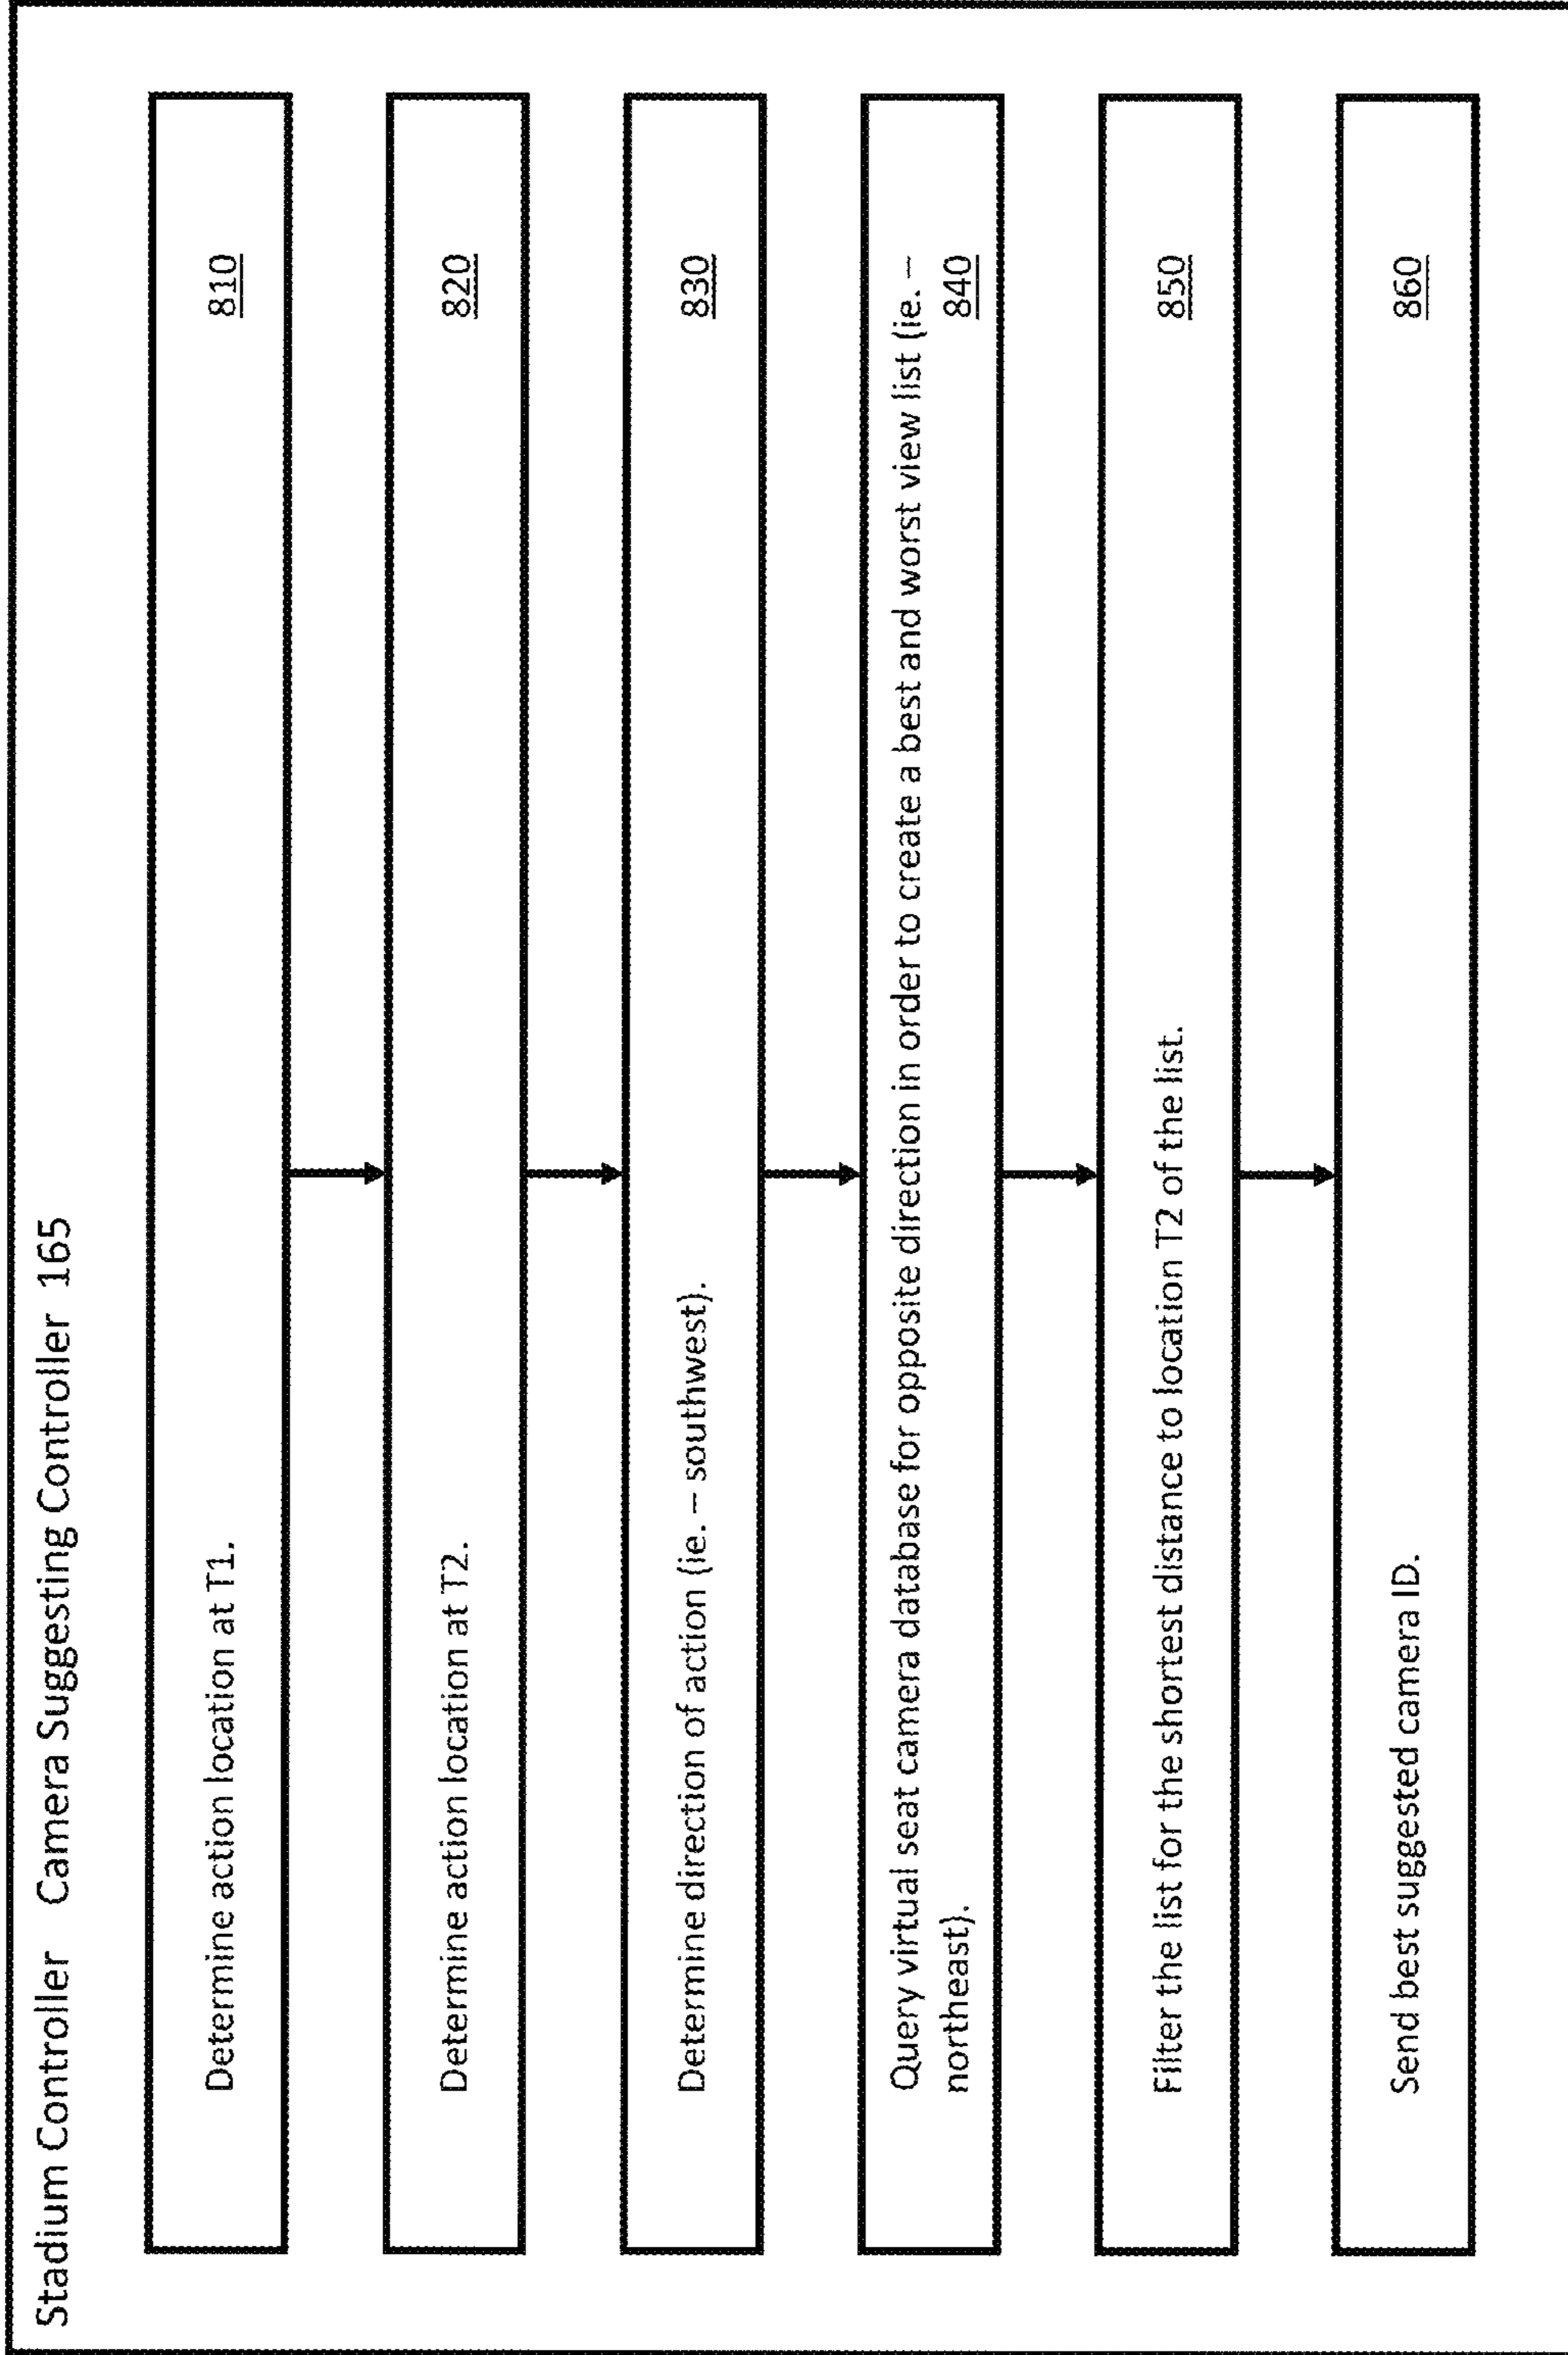 Stadium Controller Camera Suggesting Controller 165
Determine action location at T1.
810
Determine action location at T2.
820
Determine direction of action (ie. – southwest).
830
Query virtual seat camera database for opposite direction in order to create a best and worst view list (ie. –
northeast).
840
Filter the list for the shortest distance to location T2 of the list.
850
Send best suggested camera ID.
860